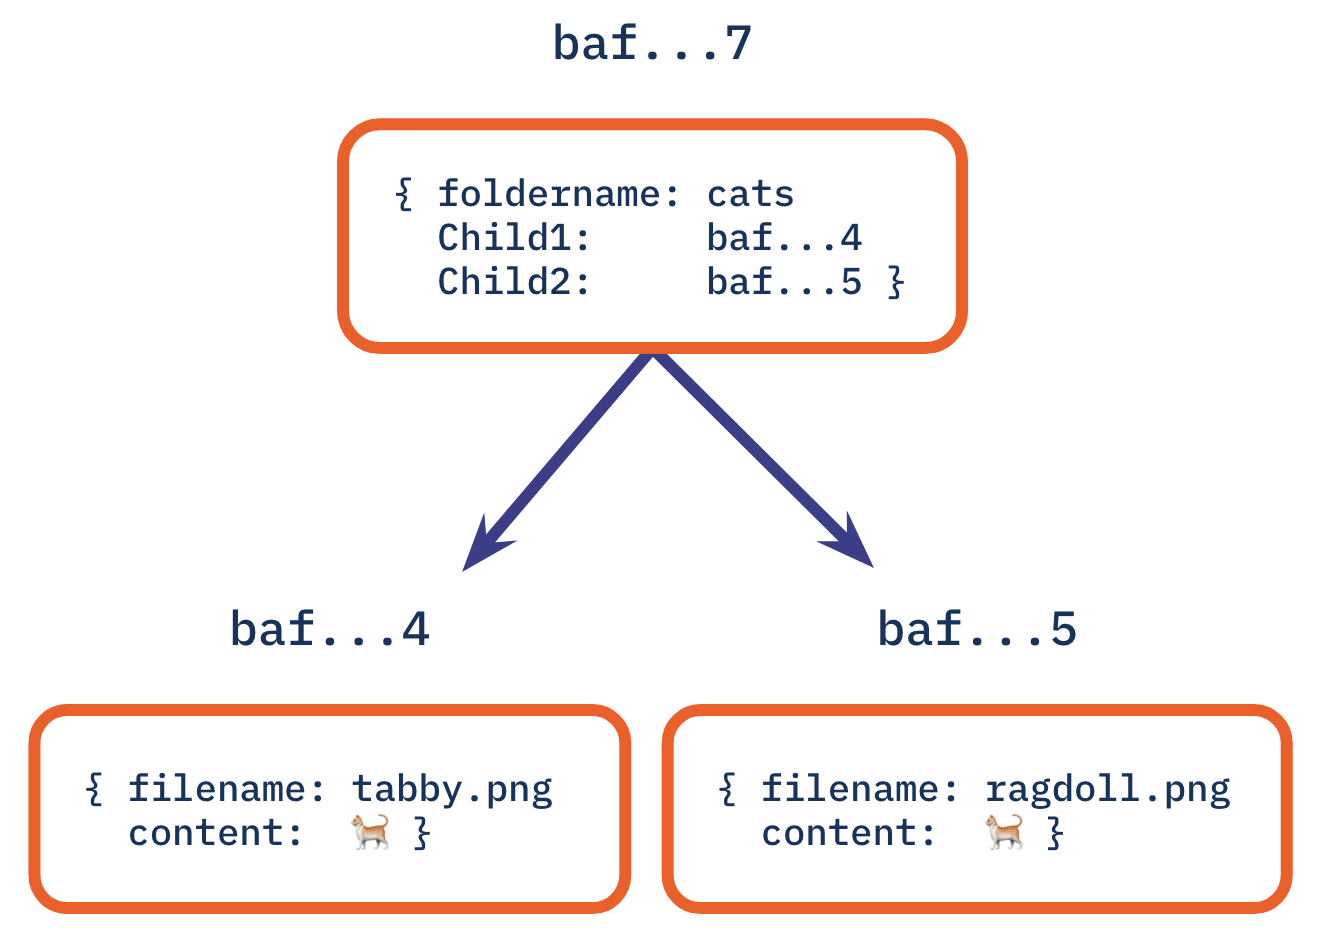 baf...7
{ foldername: cats
Child1: baf...4
Child2: baf...5 }
baf...4
baf...5
{ filename: tabby.png
content: 🐈 }
{ filename: ragdoll.png
content: 🐈 }